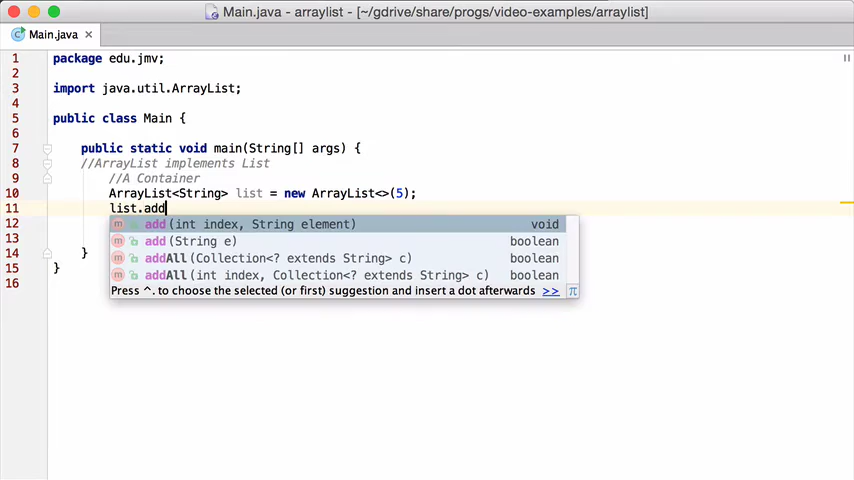 Main.java - arraylist - [~/gdrive/share/progs/video-examples/arraylist]
Main.java
1 package edu.jmv;
2
3 import java.util.ArrayList;
4
5 public class Main {
6
7 public static void main(String[] args) {
8 //ArrayList implements List
9 //A Container
10 ArrayList<String> list = new ArrayList<>(5);
11 list.add
12 m add(int index, String element) void
13 m add(String e) boolean
14 } m addAll(Collection<? extends String> c) boolean
15 } m addAll(int index, Collection<? extends String> c) boolean
16 Press ^. to choose the selected (or first) suggestion and insert a dot afterwards >> π